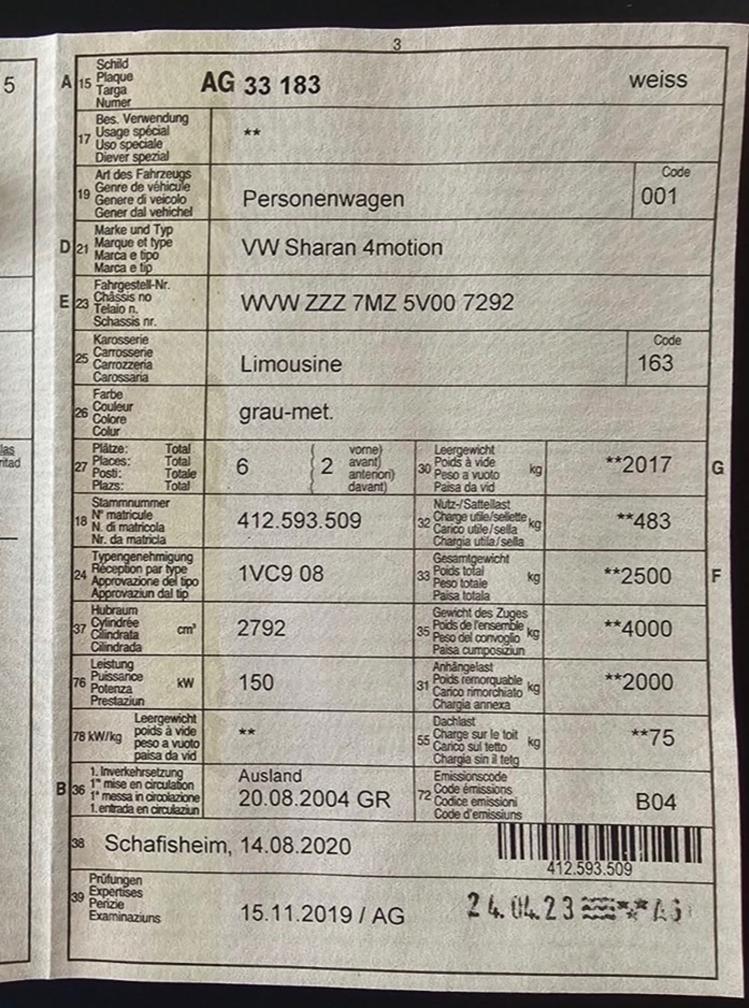 3
5
A 15 Schild Plaque Targa Numer AG 33 183 weiss
17 Bes. Verwendung Usage spécial Uso speciale Diever spezial **
19 Art des Fahrzeugs Genre de véhicule Genere di veicolo Gener dal vehichel Personenwagen Code 001
D 21 Marke und Typ Marque et type Marca e tipo Marca e tip VW Sharan 4motion
E 23 Fahrgestell-Nr. Châssis no Telaio n. Schassis nr. WVW ZZZ 7MZ 5V00 7292
25 Karosserie Carrosserie Carrozzeria Carossaria Limousine Code 163
26 Farbe Couleur Colore Colur grau-met.
27 Plätze: Total Places: Total Posti: Totale Plazs: Total 6 ( 2 vorne) avant) anteriori) davant) 30 Leergewicht Poids à vide Peso a vuoto Paisa da vid kg **2017 G
18 Stammnummer N° matricule N. di matricola Nr. da matricla 412.593.509 32 Nutz-/Sattellast Charge utile/sellette Carico utile/sella Chargia utila/sella kg **483
24 Typengenehmigung Réception par type Approvazione del tipo Approvaziun dal tip 1VC9 08 33 Gesamtgewicht Poids total Peso totale Paisa totala kg **2500 F
37 Hubraum Cylindrée Cilindrata Cilindrada cm³ 2792 35 Gewicht des Zuges Poids de l'ensemble Peso del convoglio Paisa cumposiziun kg **4000
76 Leistung Puissance Potenza Prestaziun kW 150 31 Anhängelast Poids remorquable Carico rimorchiato Chargia annexa kg **2000
78 kW/kg Leergewicht poids à vide peso a vuoto paisa da vid ** 55 Dachlast Charge sur le toit Carico sul tetto Chargia sin il tetg kg **75
B 36 1. Inverkehrsetzung 1re mise en circulation 1a messa in circolazione 1. entrada en circulaziun Ausland 20.08.2004 GR 72 Emissionscode Code émissions Codice emissioni Code d'emissiuns B04
38 Schafisheim, 14.08.2020
412.593.509
39 Prüfungen Expertises Perizie Examinaziuns 15.11.2019 / AG 24.04.23 ** AG